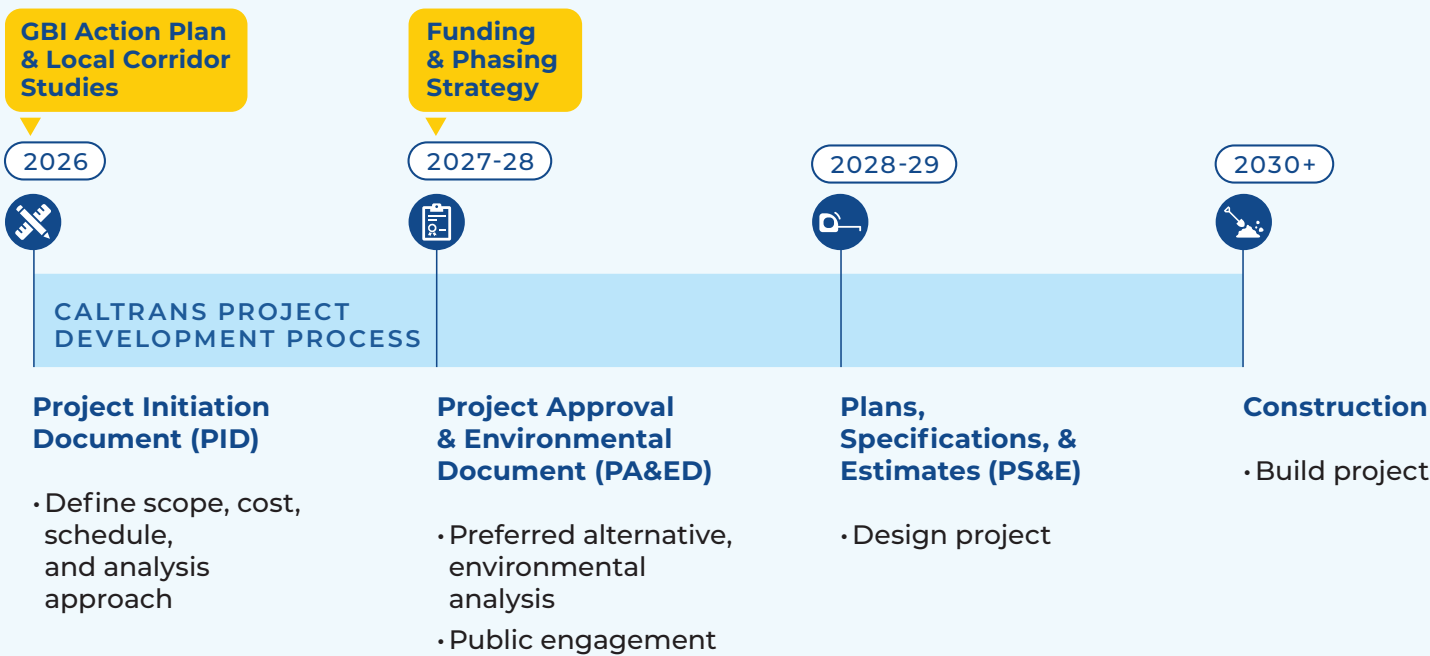 GBI Action Plan
& Local Corridor
Studies
Funding
& Phasing
Strategy
2026
2027-28
2028-29
2030+
CALTRANS PROJECT
DEVELOPMENT PROCESS
Project Initiation
Document (PID)
• Define scope, cost,
schedule,
and analysis
approach
Project Approval
& Environmental
Document (PA&ED)
• Preferred alternative,
environmental
analysis
• Public engagement
Plans,
Specifications, &
Estimates (PS&E)
• Design project
Construction
• Build project